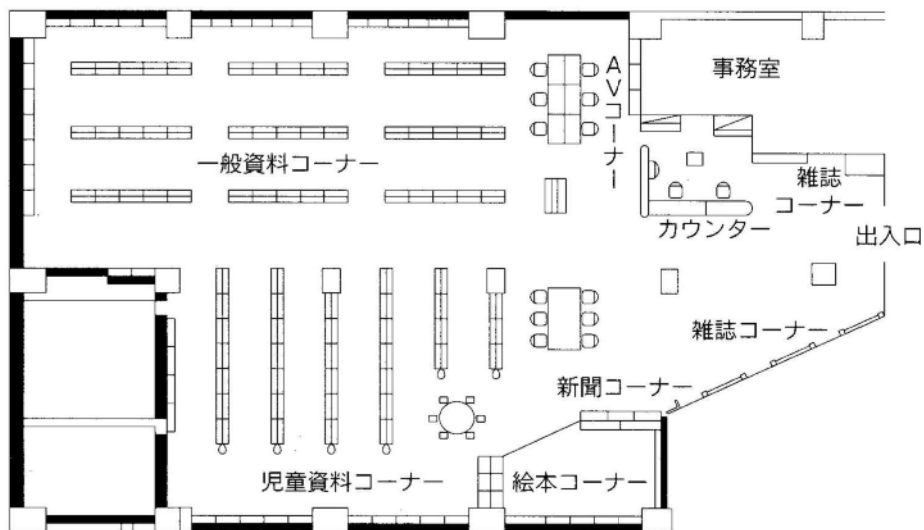 事務室
AVコーナー
一般資料コーナー
雑誌
コーナー
カウンター
出入口
雑誌コーナー
新聞コーナー
児童資料コーナー
絵本コーナー